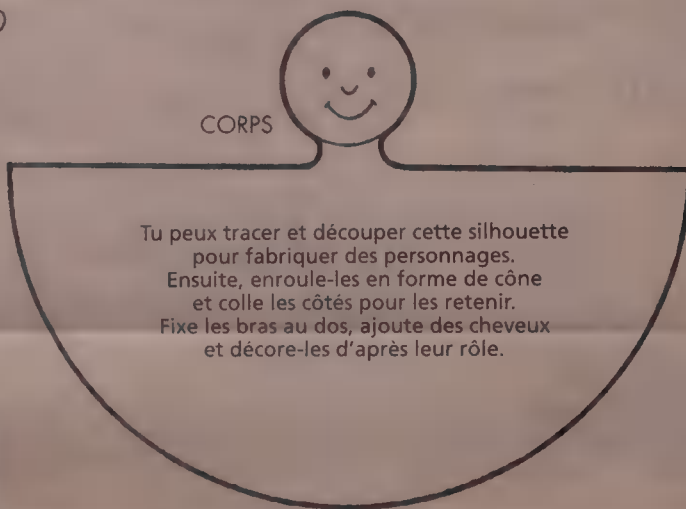 CORPS
Tu peux tracer et découper cette silhouette
pour fabriquer des personnages.
Ensuite, enroule-les en forme de cône
et colle les côtés pour les retenir.
Fixe les bras au dos, ajoute des cheveux
et décore-les d'après leur rôle.